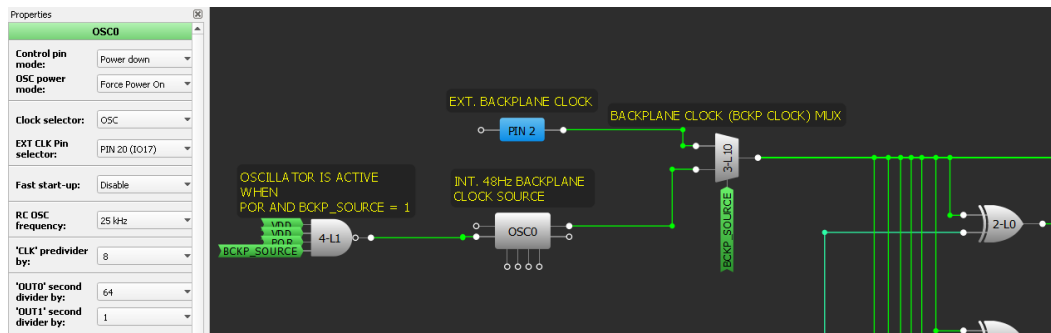 Properties
OSC0
Control pin mode:
Power down
OSC power mode:
Force Power On
Clock selector:
OSC
EXT CLK Pin selector:
PIN 20 (IO17)
Fast start-up:
Disable
RC OSC frequency:
25 kHz
'CLK' predivider by:
8
'OUT0' second divider by:
64
'OUT1' second divider by:
1
EXT. BACKPLANE CLOCK
PIN 2
BACKPLANE CLOCK (BCKP CLOCK) MUX
3-L10
BCKP_SOURCE
OSCILLATOR IS ACTIVE
WHEN
POR AND BCKP_SOURCE = 1
VDD
VDD
POR
BCKP_SOURCE
4-L1
INT. 48Hz BACKPLANE
CLOCK SOURCE
OSC0
2-L0